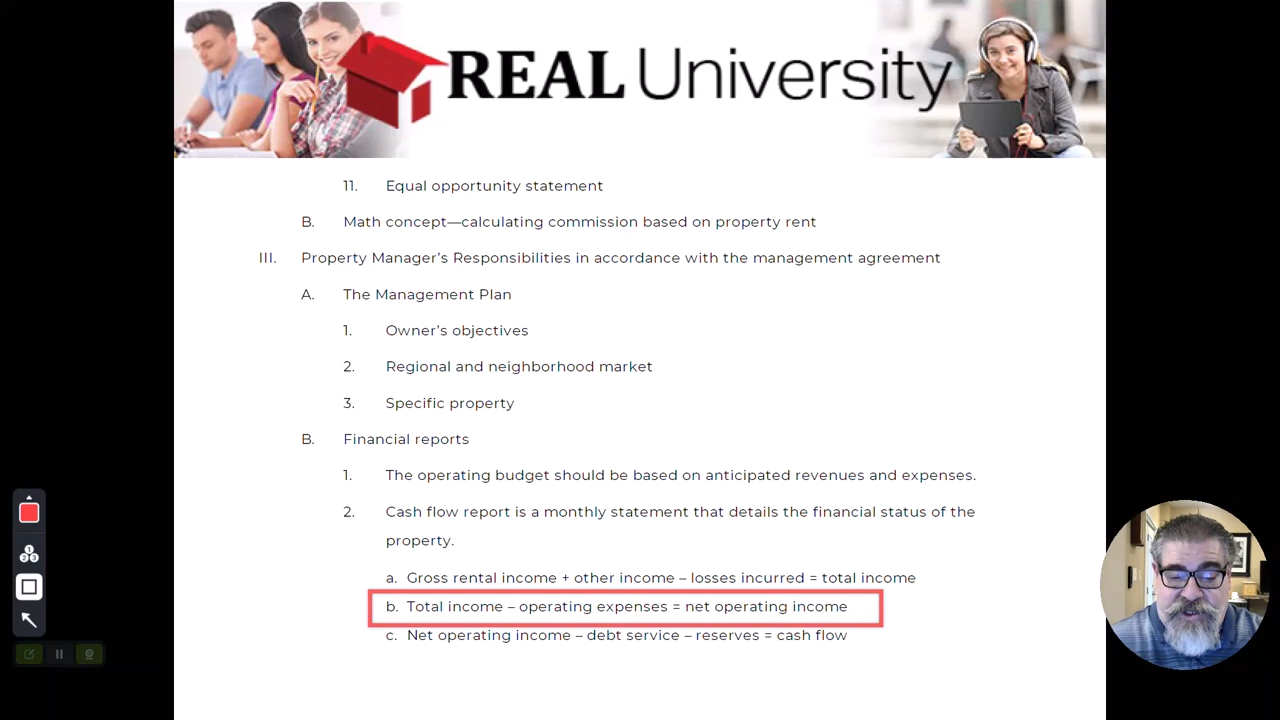 REAL University
11. Equal opportunity statement
B. Math concept—calculating commission based on property rent
III. Property Manager's Responsibilities in accordance with the management agreement
A. The Management Plan
1. Owner's objectives
2. Regional and neighborhood market
3. Specific property
B. Financial reports
1. The operating budget should be based on anticipated revenues and expenses.
2. Cash flow report is a monthly statement that details the financial status of the
property.
a. Gross rental income + other income – losses incurred = total income
b. Total income – operating expenses = net operating income
c. Net operating income – debt service – reserves = cash flow